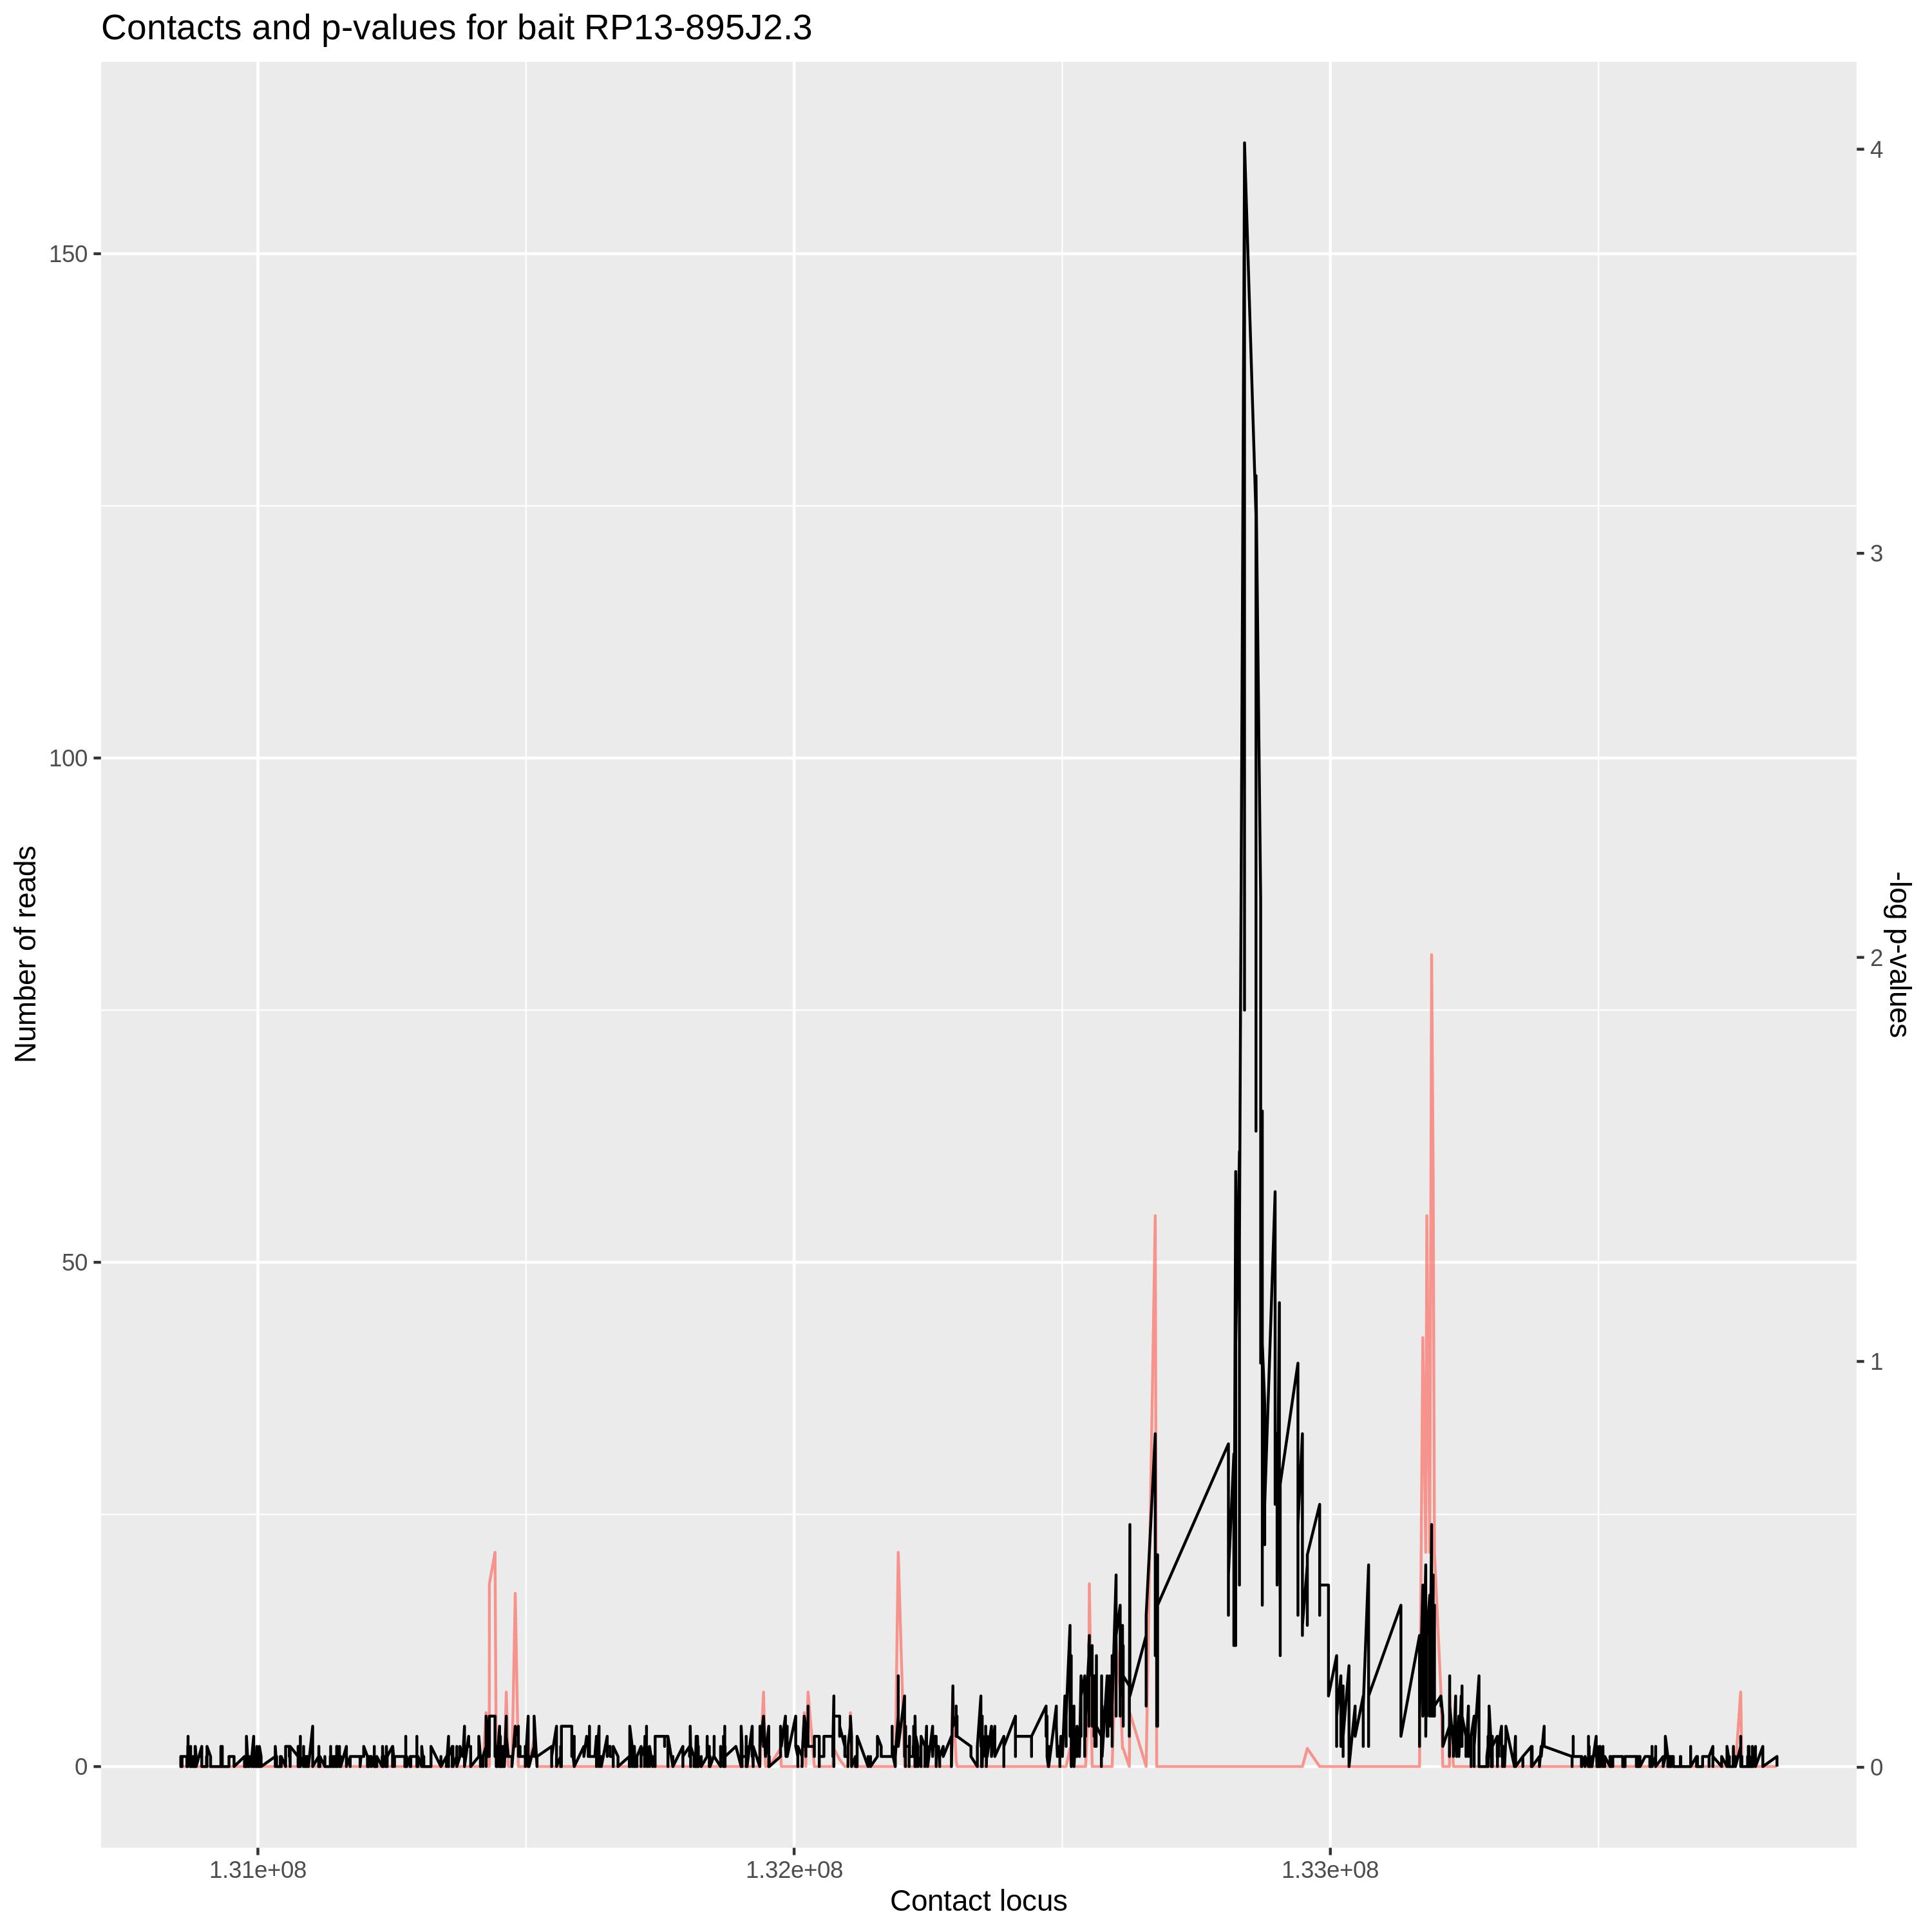 Contacts and p-values for bait RP13-895J2.3
150
100
50
0
Number of reads
4
3
2
1
0
-log p-values
1.31e+08
1.32e+08
1.33e+08
Contact locus